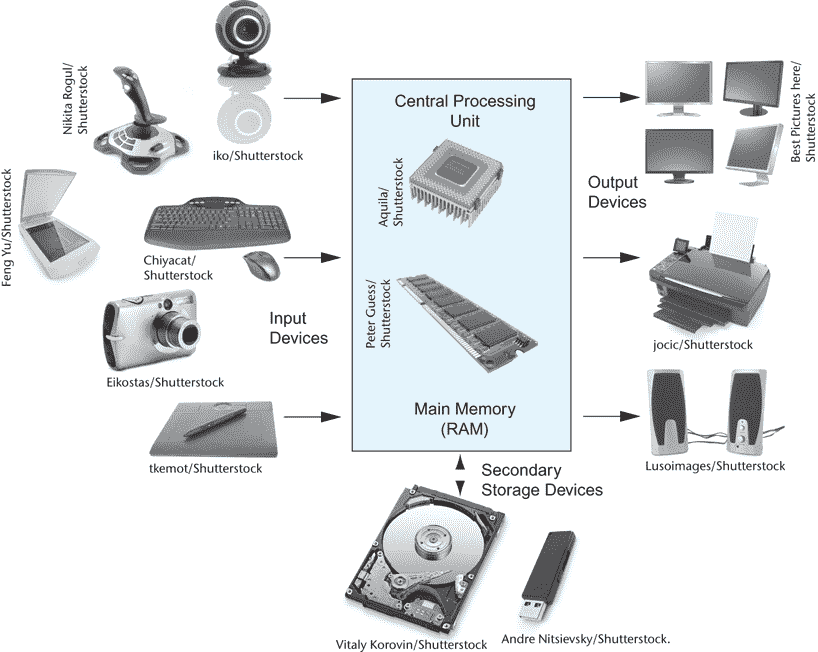 Nikita Rogul/
Shutterstock
iko/Shutterstock
Feng Yu/Shutterstock
Chiyacat/
Shutterstock
Input
Devices
Eikostas/Shutterstock
tkemot/Shutterstock
Central Processing
Unit
Aquila/
Shutterstock
Peter Guess/
Shutterstock
Main Memory
(RAM)
Output
Devices
Best Pictures here/
Shutterstock
jocic/Shutterstock
Lusoimages/Shutterstock
Secondary
Storage Devices
Vitaly Korovin/Shutterstock
Andre Nitsievsky/Shutterstock.